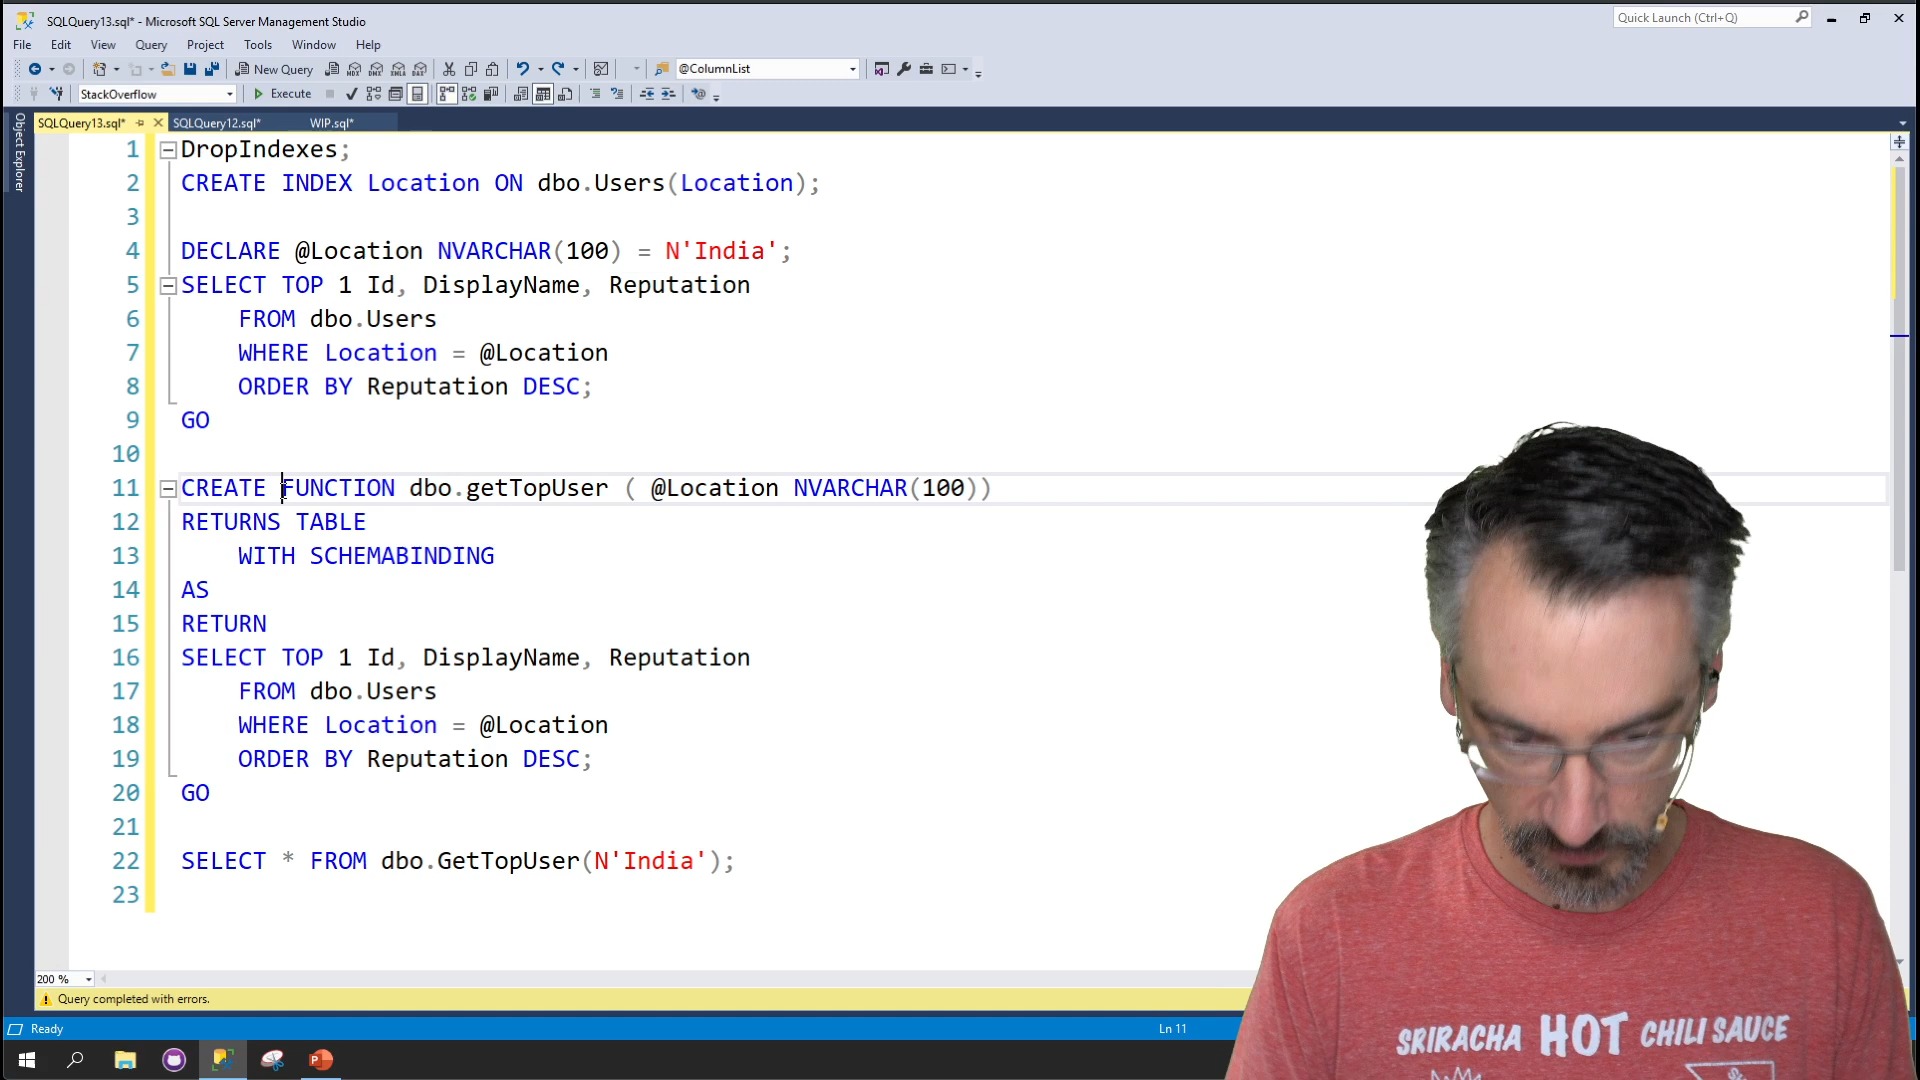 SQLQuery13.sql* - Microsoft SQL Server Management Studio
Quick Launch (Ctrl+Q)
File Edit View Query Project Tools Window Help
New Query
@ColumnList
StackOverflow
Execute
SQLQuery13.sql*
SQLQuery12.sql*
WIP.sql*
Object Explorer
1 DropIndexes;
2 CREATE INDEX Location ON dbo.Users(Location);
3
4 DECLARE @Location NVARCHAR(100) = N'India';
5 SELECT TOP 1 Id, DisplayName, Reputation
6 FROM dbo.Users
7 WHERE Location = @Location
8 ORDER BY Reputation DESC;
9 GO
10
11 CREATE FUNCTION dbo.getTopUser ( @Location NVARCHAR(100))
12 RETURNS TABLE
13 WITH SCHEMABINDING
14 AS
15 RETURN
16 SELECT TOP 1 Id, DisplayName, Reputation
17 FROM dbo.Users
18 WHERE Location = @Location
19 ORDER BY Reputation DESC;
20 GO
21
22 SELECT * FROM dbo.GetTopUser(N'India');
23
200 %
Query completed with errors.
Ready
Ln 11
SRIRACHA HOT CHILI SAUCE